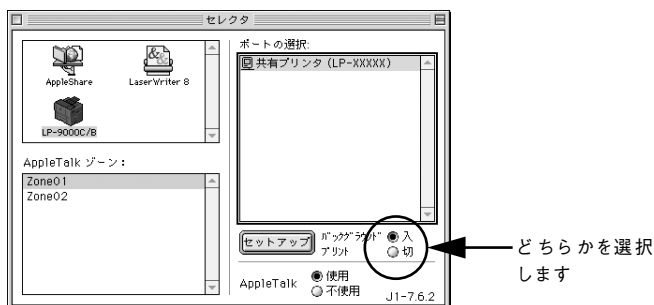 セレクタ
AppleShare
LaserWriter 8
LP-9000C/B
AppleTalk ゾーン:
Zone01
Zone02
ポートの選択:
共有プリンタ (LP-XXXXX)
セットアップ
バックグラウンド
プリント
入
切
AppleTalk
使用
不使用
J1-7.6.2
どちらかを選択
します